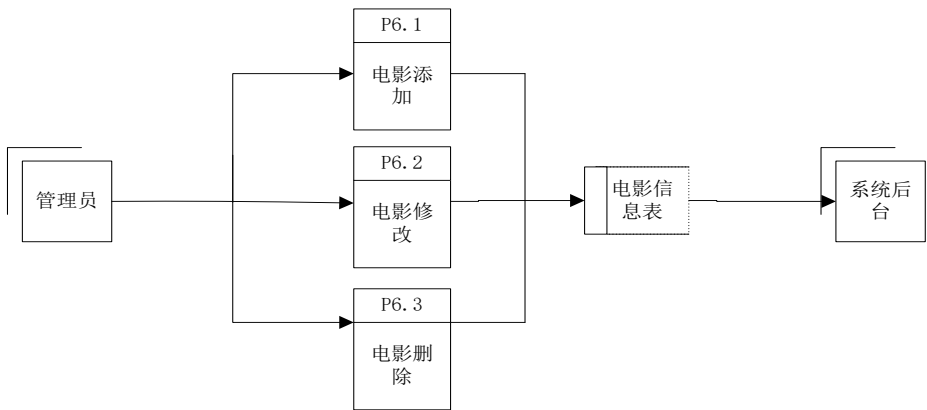 P6.1
电影添
加
管理员
P6.2
电影修
改
电影信
息表
系统后
台
P6.3
电影删
除